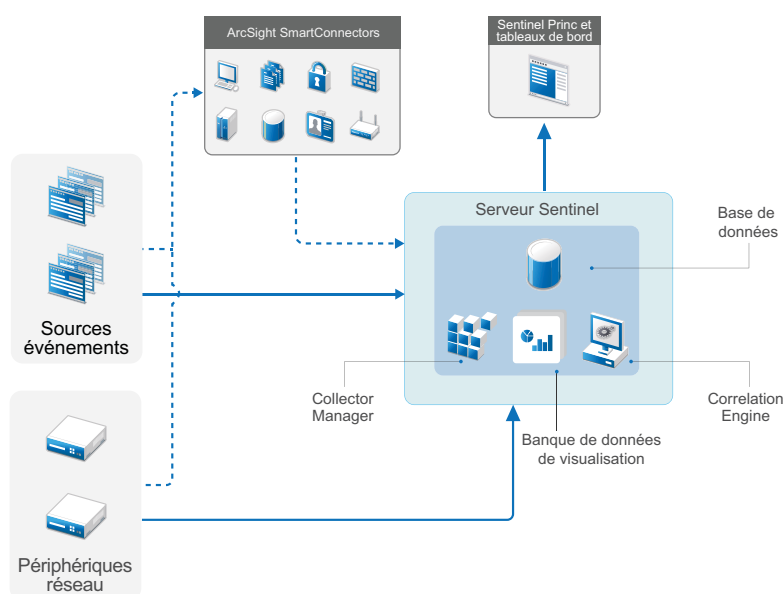 ArcSight SmartConnectors
Sentinel Princ et
tableaux de bord
Serveur Sentinel
Base de
données
Sources
événements
Collector
Manager
Banque de données
de visualisation
Correlation
Engine
Périphériques
réseau